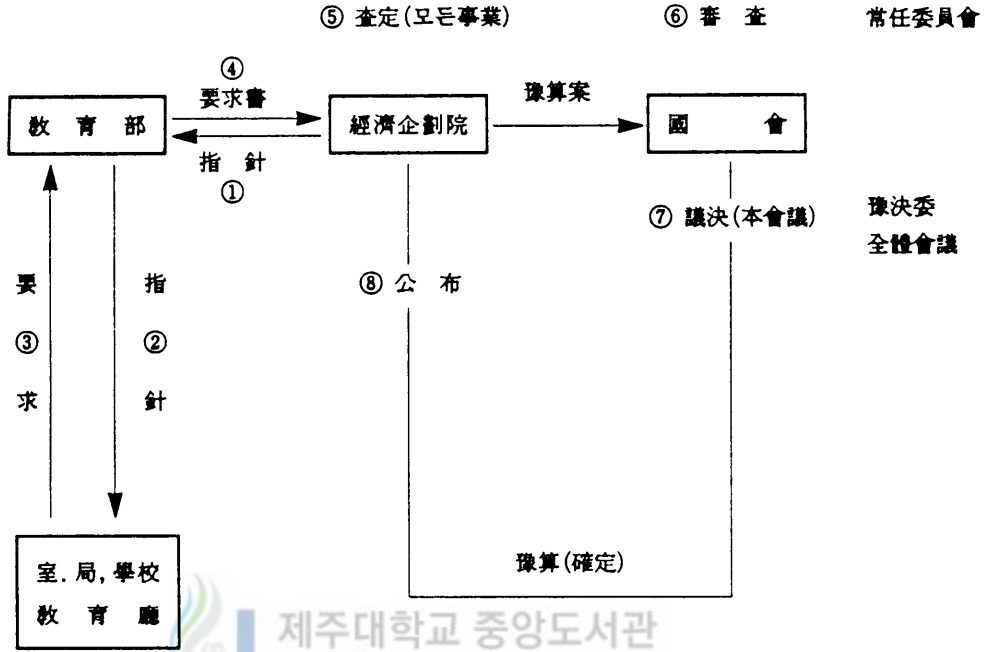 ⑤ 査定(모든事業)
⑥ 審 査
常任委員會
④
要求書
豫算案
敎 育 部
經濟企劃院
國 會
指 針
①
⑦ 議決(本會議)
豫決委
全體會議
要
③
求
指
②
針
⑧ 公 布
豫算(確定)
室.局,學校
敎 育 廳
제주대학교 중앙도서관